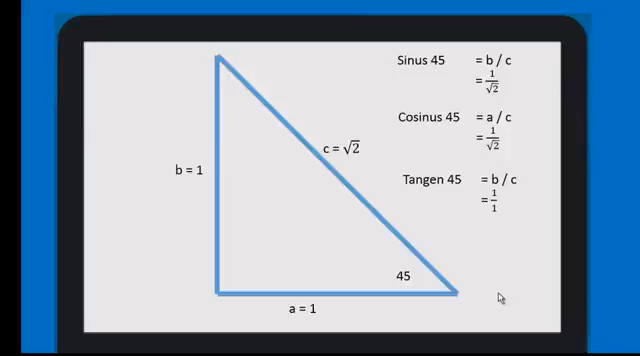 Sinus 45 = b / c
= 1/√2
Cosinus 45 = a / c
= 1/√2
c = √2
b = 1
Tangen 45 = b / c
= 1/1
45
a = 1